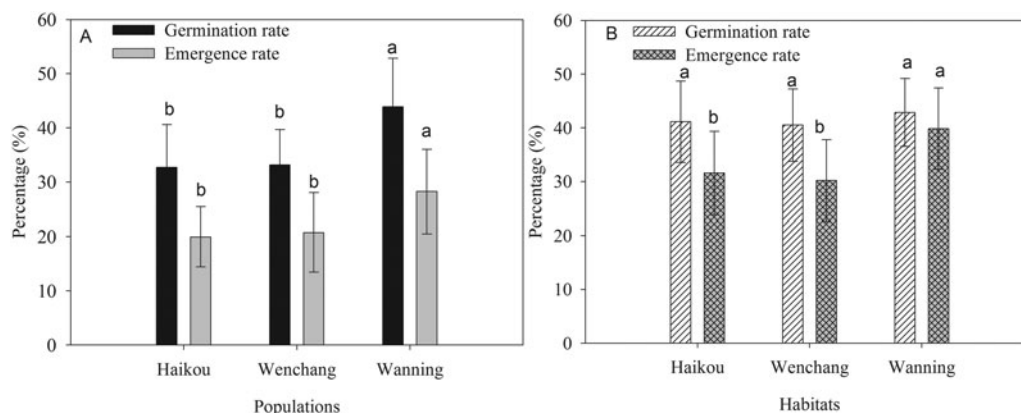 A
Germination rate
Emergence rate
60
50
40
30
20
10
0
Percentage (%)
b
b
b
b
a
a
Haikou
Wenchang
Wanning
Populations
B
Germination rate
Emergence rate
60
50
40
30
20
10
0
Percentage (%)
a
b
a
b
a
a
Haikou
Wenchang
Wanning
Habitats